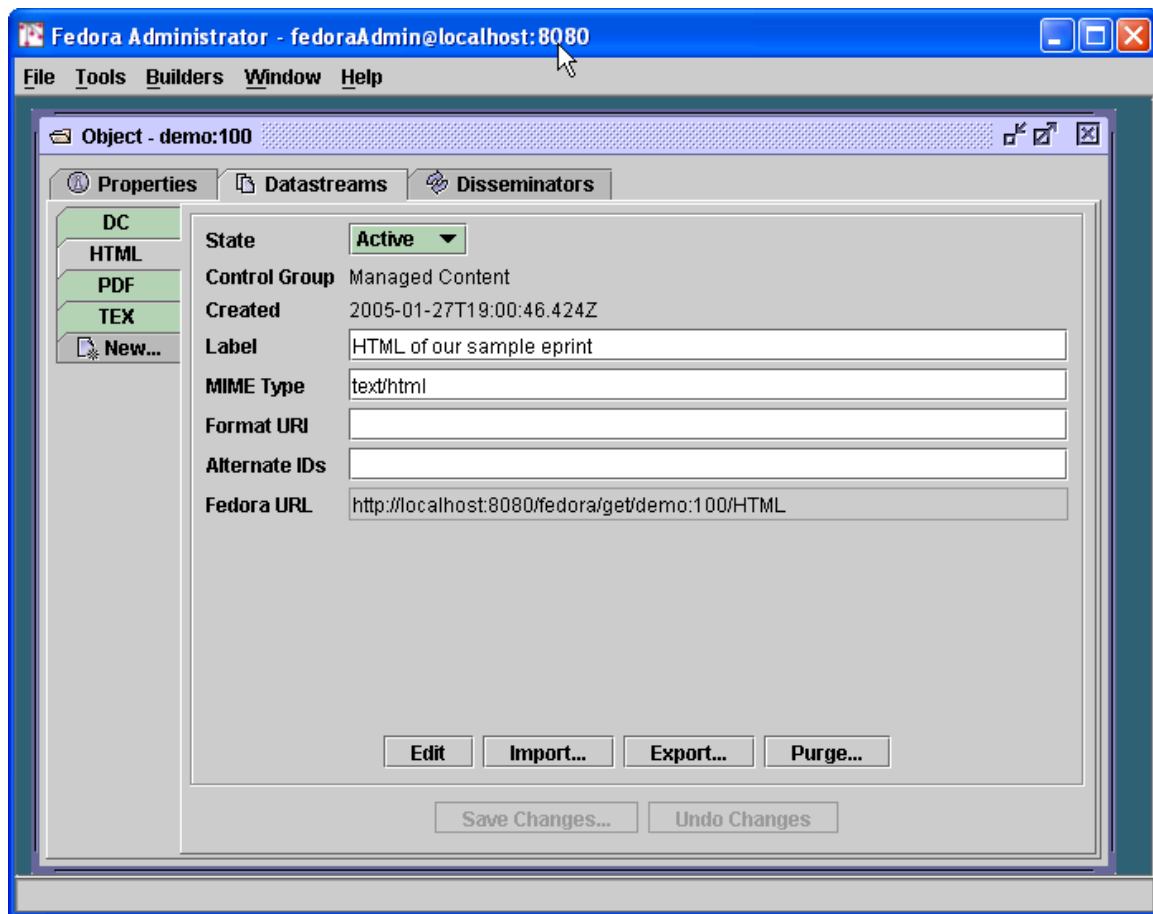 Fedora Administrator - fedoraAdmin@localhost:8080
File Tools Builders Window Help
Object - demo:100
Properties Datastreams Disseminators
DC
HTML
PDF
TEX
New...
State Active
Control Group Managed Content
Created 2005-01-27T19:00:46.424Z
Label HTML of our sample eprint
MIME Type text/html
Format URI
Alternate IDs
Fedora URL http://localhost:8080/fedora/get/demo:100/HTML
Edit Import... Export... Purge...
Save Changes... Undo Changes